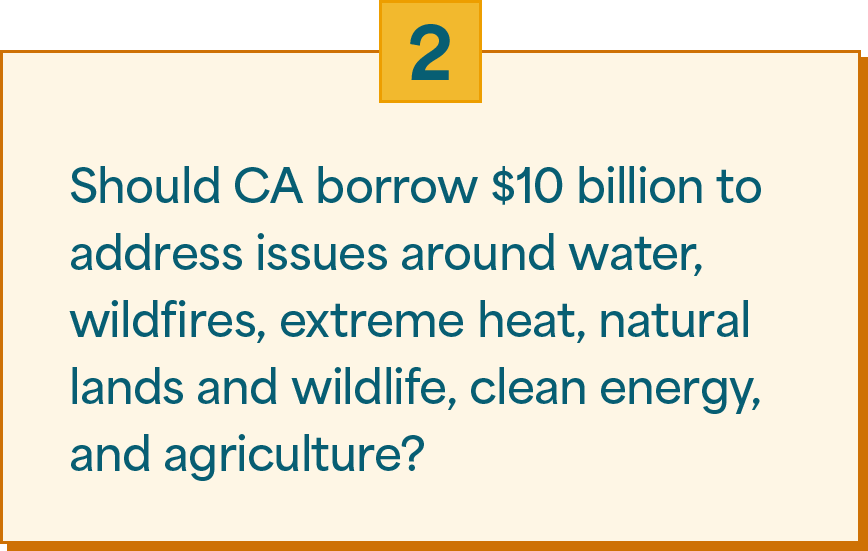 2
Should CA borrow $10 billion to
address issues around water,
wildfires, extreme heat, natural
lands and wildlife, clean energy,
and agriculture?